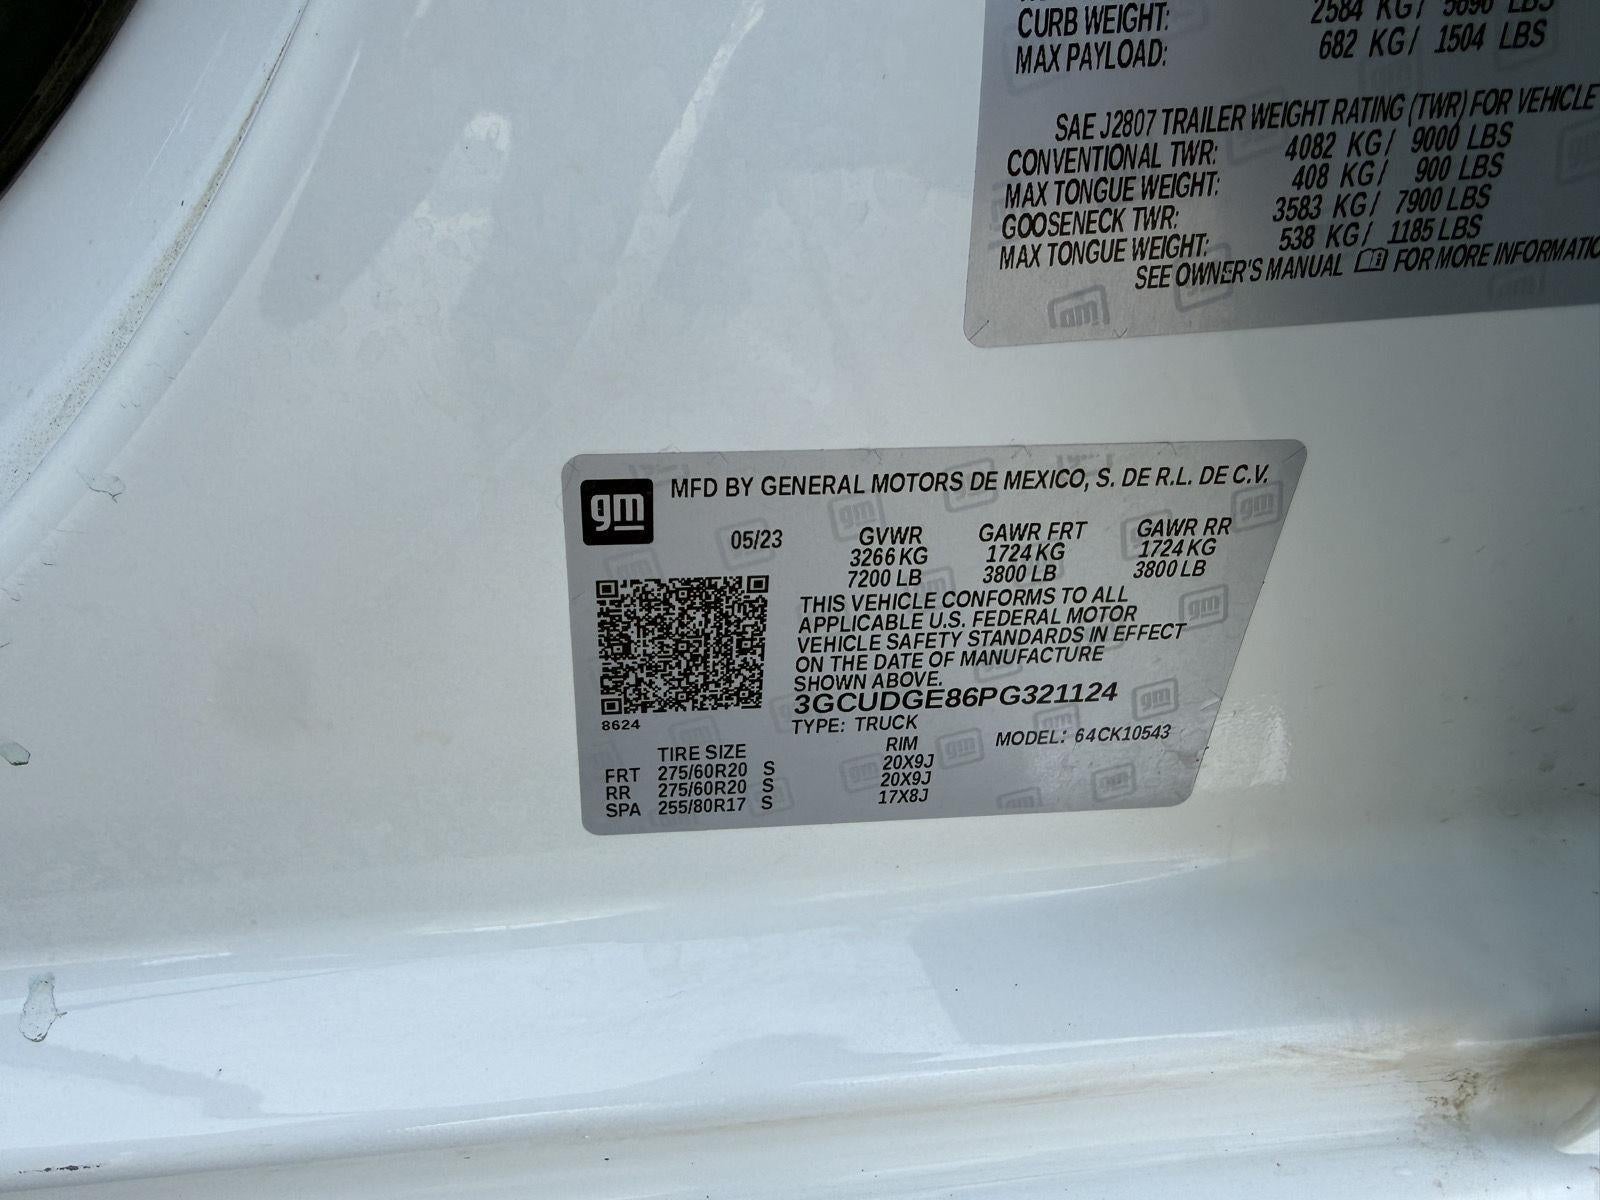 CURB WEIGHT: 2584 KG/ 5696 LBS
MAX PAYLOAD: 682 KG/ 1504 LBS
SAE J2807 TRAILER WEIGHT RATING (TWR) FOR VEHICLE
CONVENTIONAL TWR: 4082 KG/ 9000 LBS
MAX TONGUE WEIGHT: 408 KG/ 900 LBS
GOOSENECK TWR: 3583 KG/ 7900 LBS
MAX TONGUE WEIGHT: 538 KG/ 1185 LBS
SEE OWNER'S MANUAL FOR MORE INFORMATIO
gm
gm MFD BY GENERAL MOTORS DE MEXICO, S. DE R.L. DE C.V.
05/23 GVWR GAWR FRT GAWR RR
3266 KG 1724 KG 1724 KG
7200 LB 3800 LB 3800 LB
THIS VEHICLE CONFORMS TO ALL
APPLICABLE U.S. FEDERAL MOTOR
VEHICLE SAFETY STANDARDS IN EFFECT
ON THE DATE OF MANUFACTURE
SHOWN ABOVE.
3GCUDGE86PG321124
8624 TYPE: TRUCK MODEL: 64CK10543
TIRE SIZE RIM
FRT 275/60R20 S 20X9J
RR 275/60R20 S 20X9J
SPA 255/80R17 S 17X8J